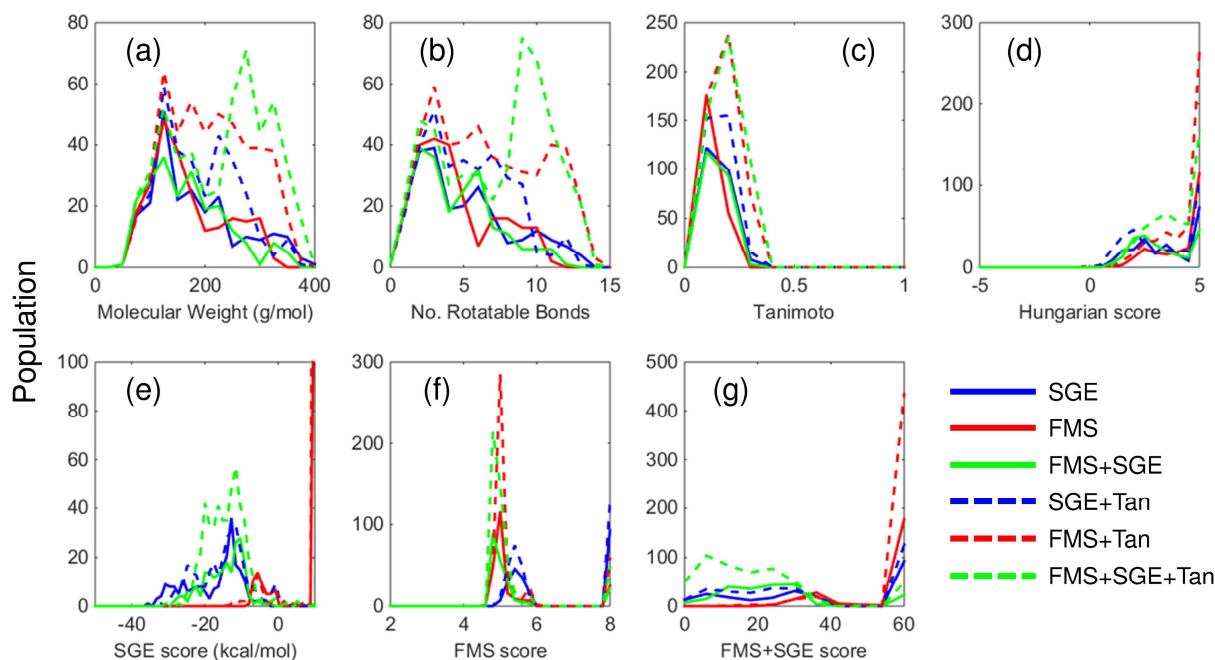 (a)
80
60
40
20
0
0 200 400
Molecular Weight (g/mol)
(b)
80
60
40
20
0
0 5 10 15
No. Rotatable Bonds
(c)
250
200
150
100
50
0
0 0.5 1
Tanimoto
(d)
300
200
100
0
-5 0 5
Hungarian score
Population
(e)
100
80
60
40
20
0
-40 -20 0
SGE score (kcal/mol)
(f)
300
200
100
0
2 4 6 8
FMS score
(g)
500
400
300
200
100
0
0 20 40 60
FMS+SGE score
SGE
FMS
FMS+SGE
SGE+Tan
FMS+Tan
FMS+SGE+Tan